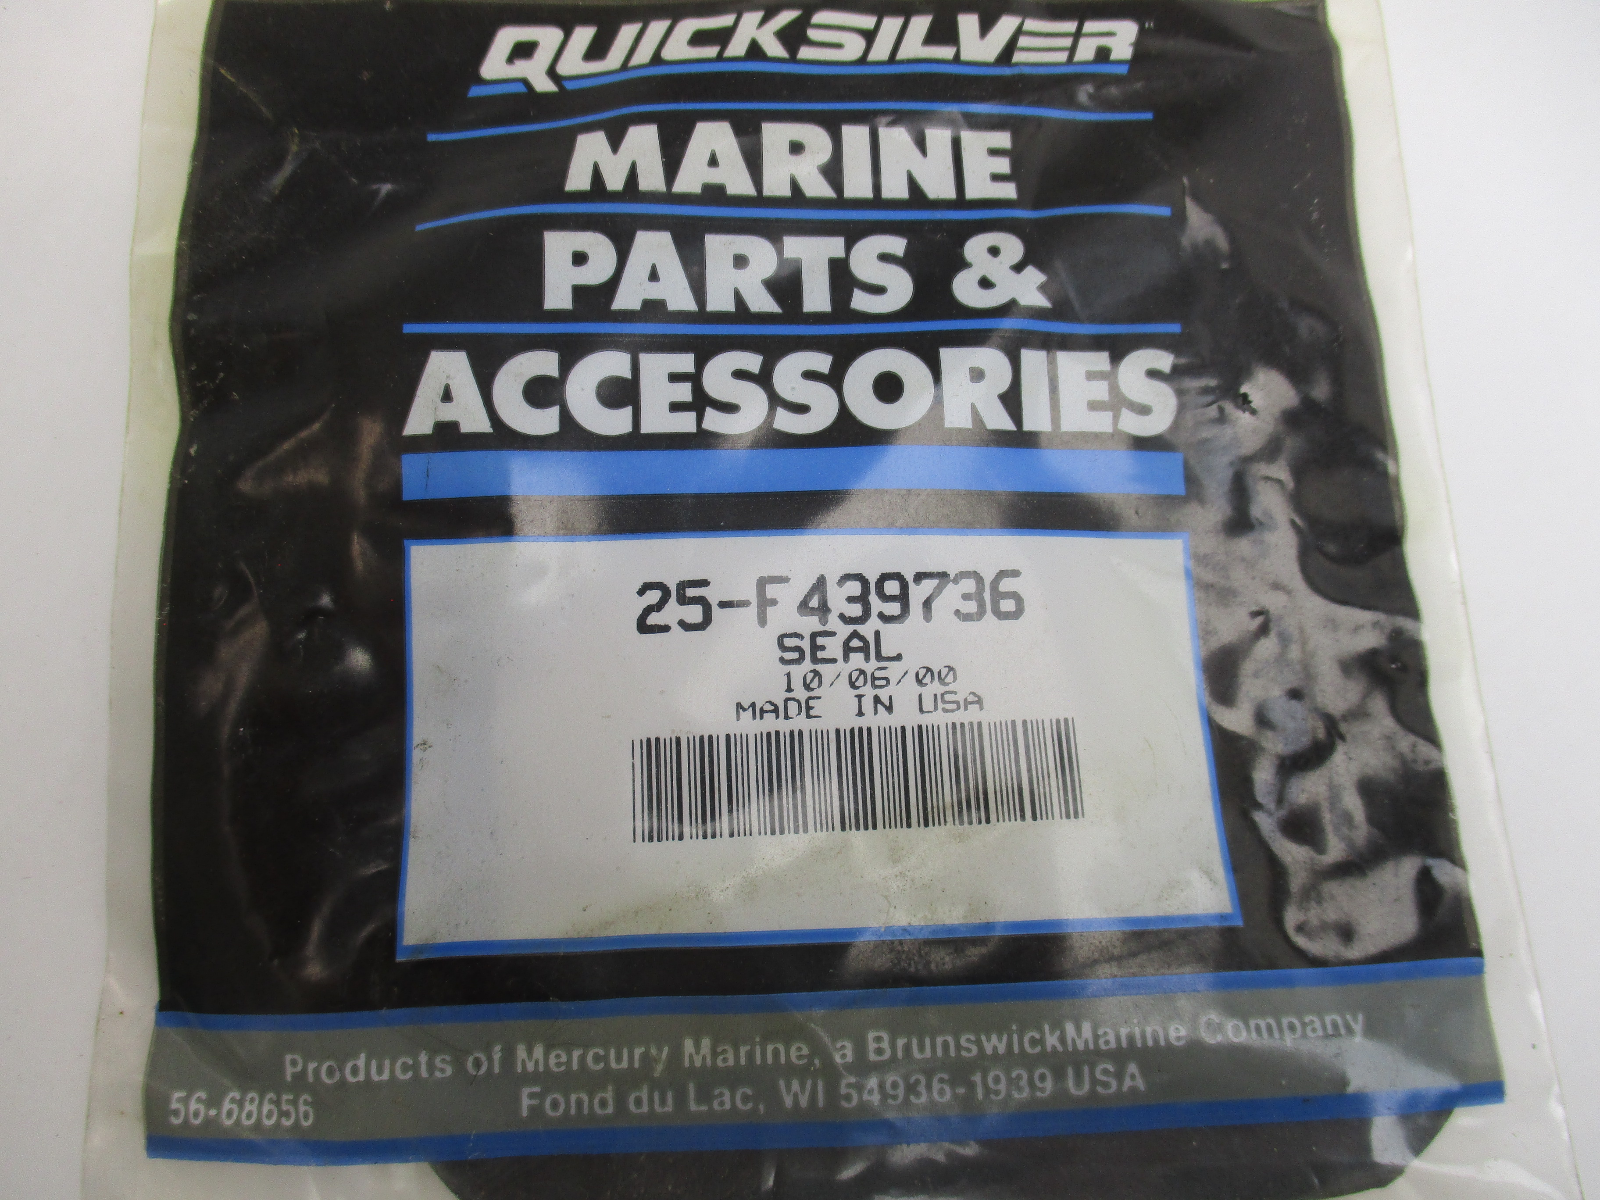 QUICKSILVER
MARINE
PARTS &
ACCESSORIES
25-F439736
SEAL
10/06/00
MADE IN USA
Products of Mercury Marine, a BrunswickMarine Company
Fond du Lac, WI 54936-1939 USA
56-68656